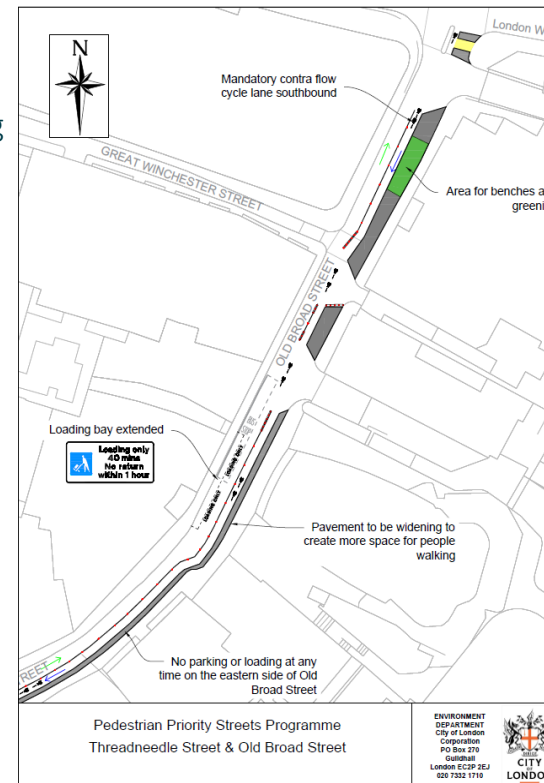 g
N
London W
Mandatory contra flow
cycle lane southbound
GREAT WINCHESTER STREET
Area for benches a
greeni
OLD BROAD STREET
Loading bay extended
Loading only
40 mins
No return
within 1 hour
Pavement to be widening to
create more space for people
walking
REET
No parking or loading at any
time on the eastern side of Old
Broad Street
Pedestrian Priority Streets Programme
Threadneedle Street & Old Broad Street
ENVIRONMENT
DEPARTMENT
City of London
Corporation
PO Box 270
Guildhall
London EC2P 2EJ
020 7332 1710
CITY
LONDO